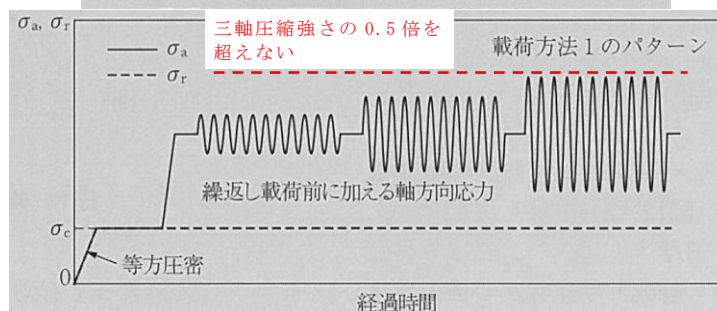 σa, σr
三軸圧縮強さの0.5倍を
超えない
載荷方法1のパターン
σa
σr
繰返し載荷前に加える軸方向応力
σc
等方圧密
0
経過時間